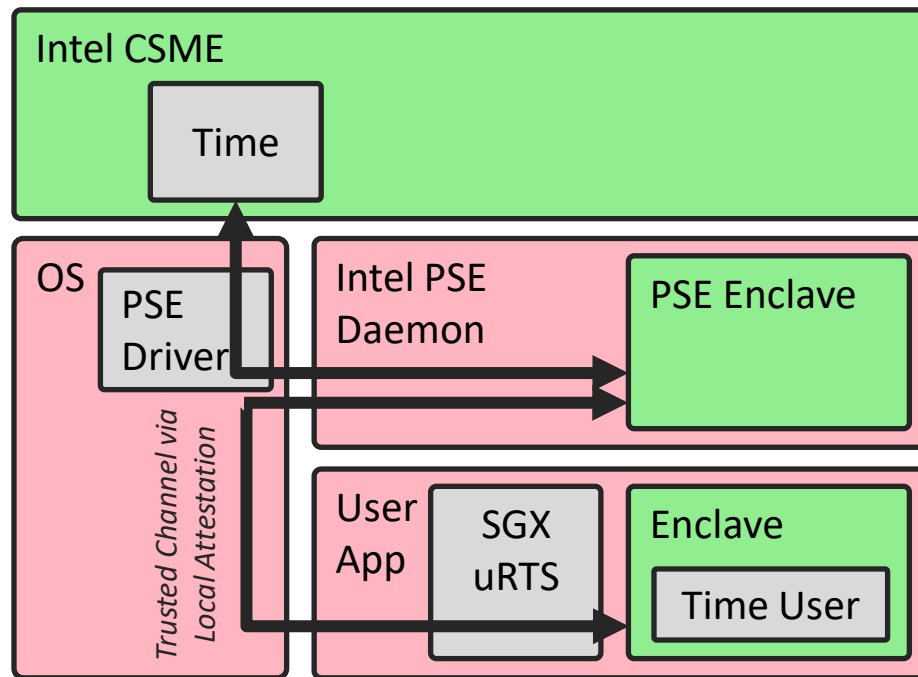 Intel CSME
Time
OS
PSE
Driver
Intel PSE
Daemon
PSE Enclave
Trusted Channel via
Local Attestation
User
App
SGX
uRTS
Enclave
Time User